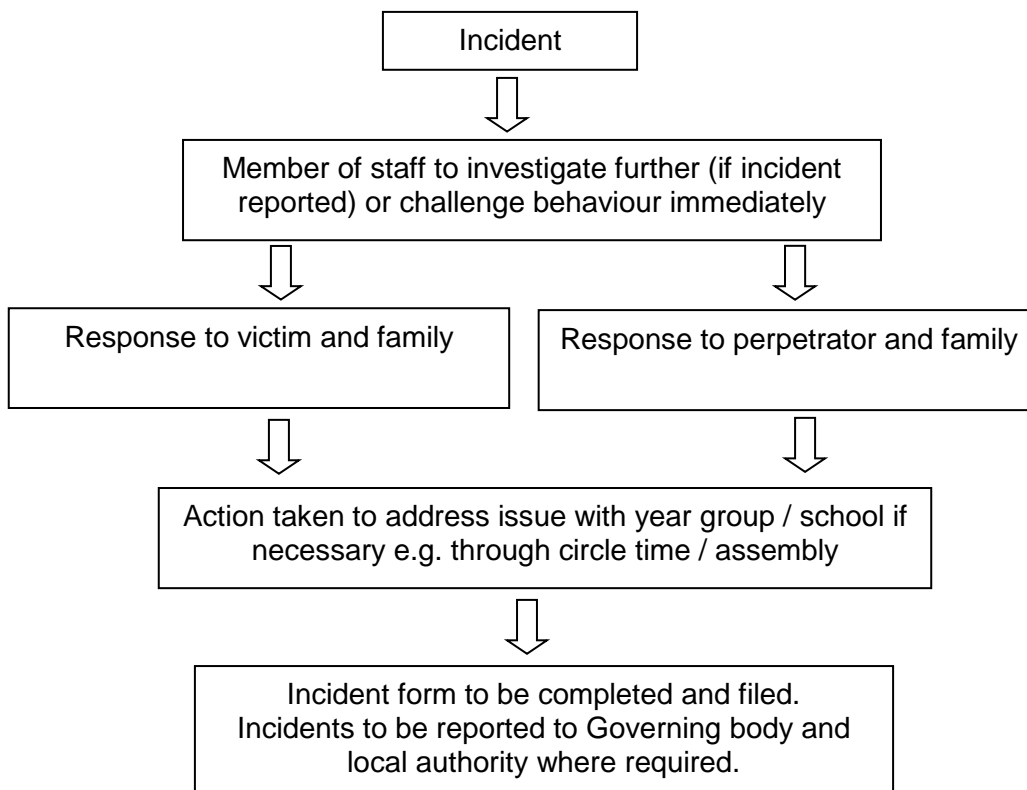 Incident
Member of staff to investigate further (if incident
reported) or challenge behaviour immediately
Response to victim and family
Response to perpetrator and family
Action taken to address issue with year group / school if
necessary e.g. through circle time / assembly
Incident form to be completed and filed.
Incidents to be reported to Governing body and
local authority where required.